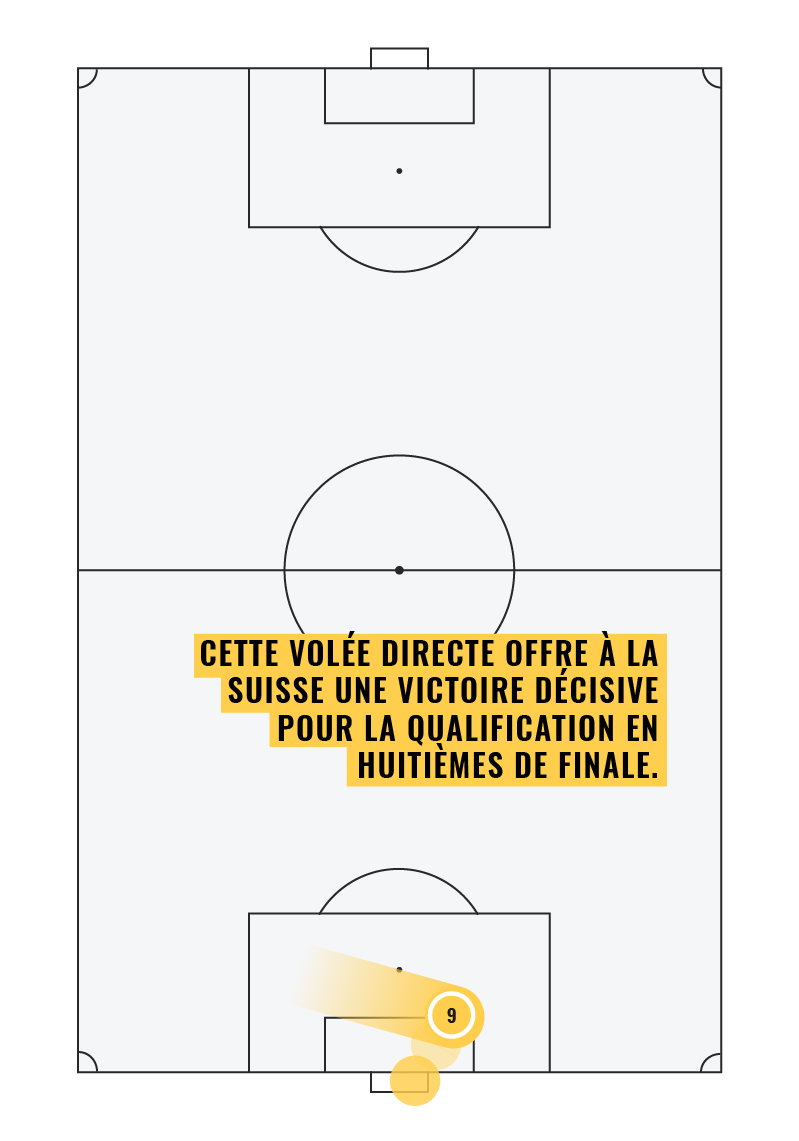 CETTE VOLÉE DIRECTE OFFRE À LA
SUISSE UNE VICTOIRE DÉCISIVE
POUR LA QUALIFICATION EN
HUITIÈMES DE FINALE.
9